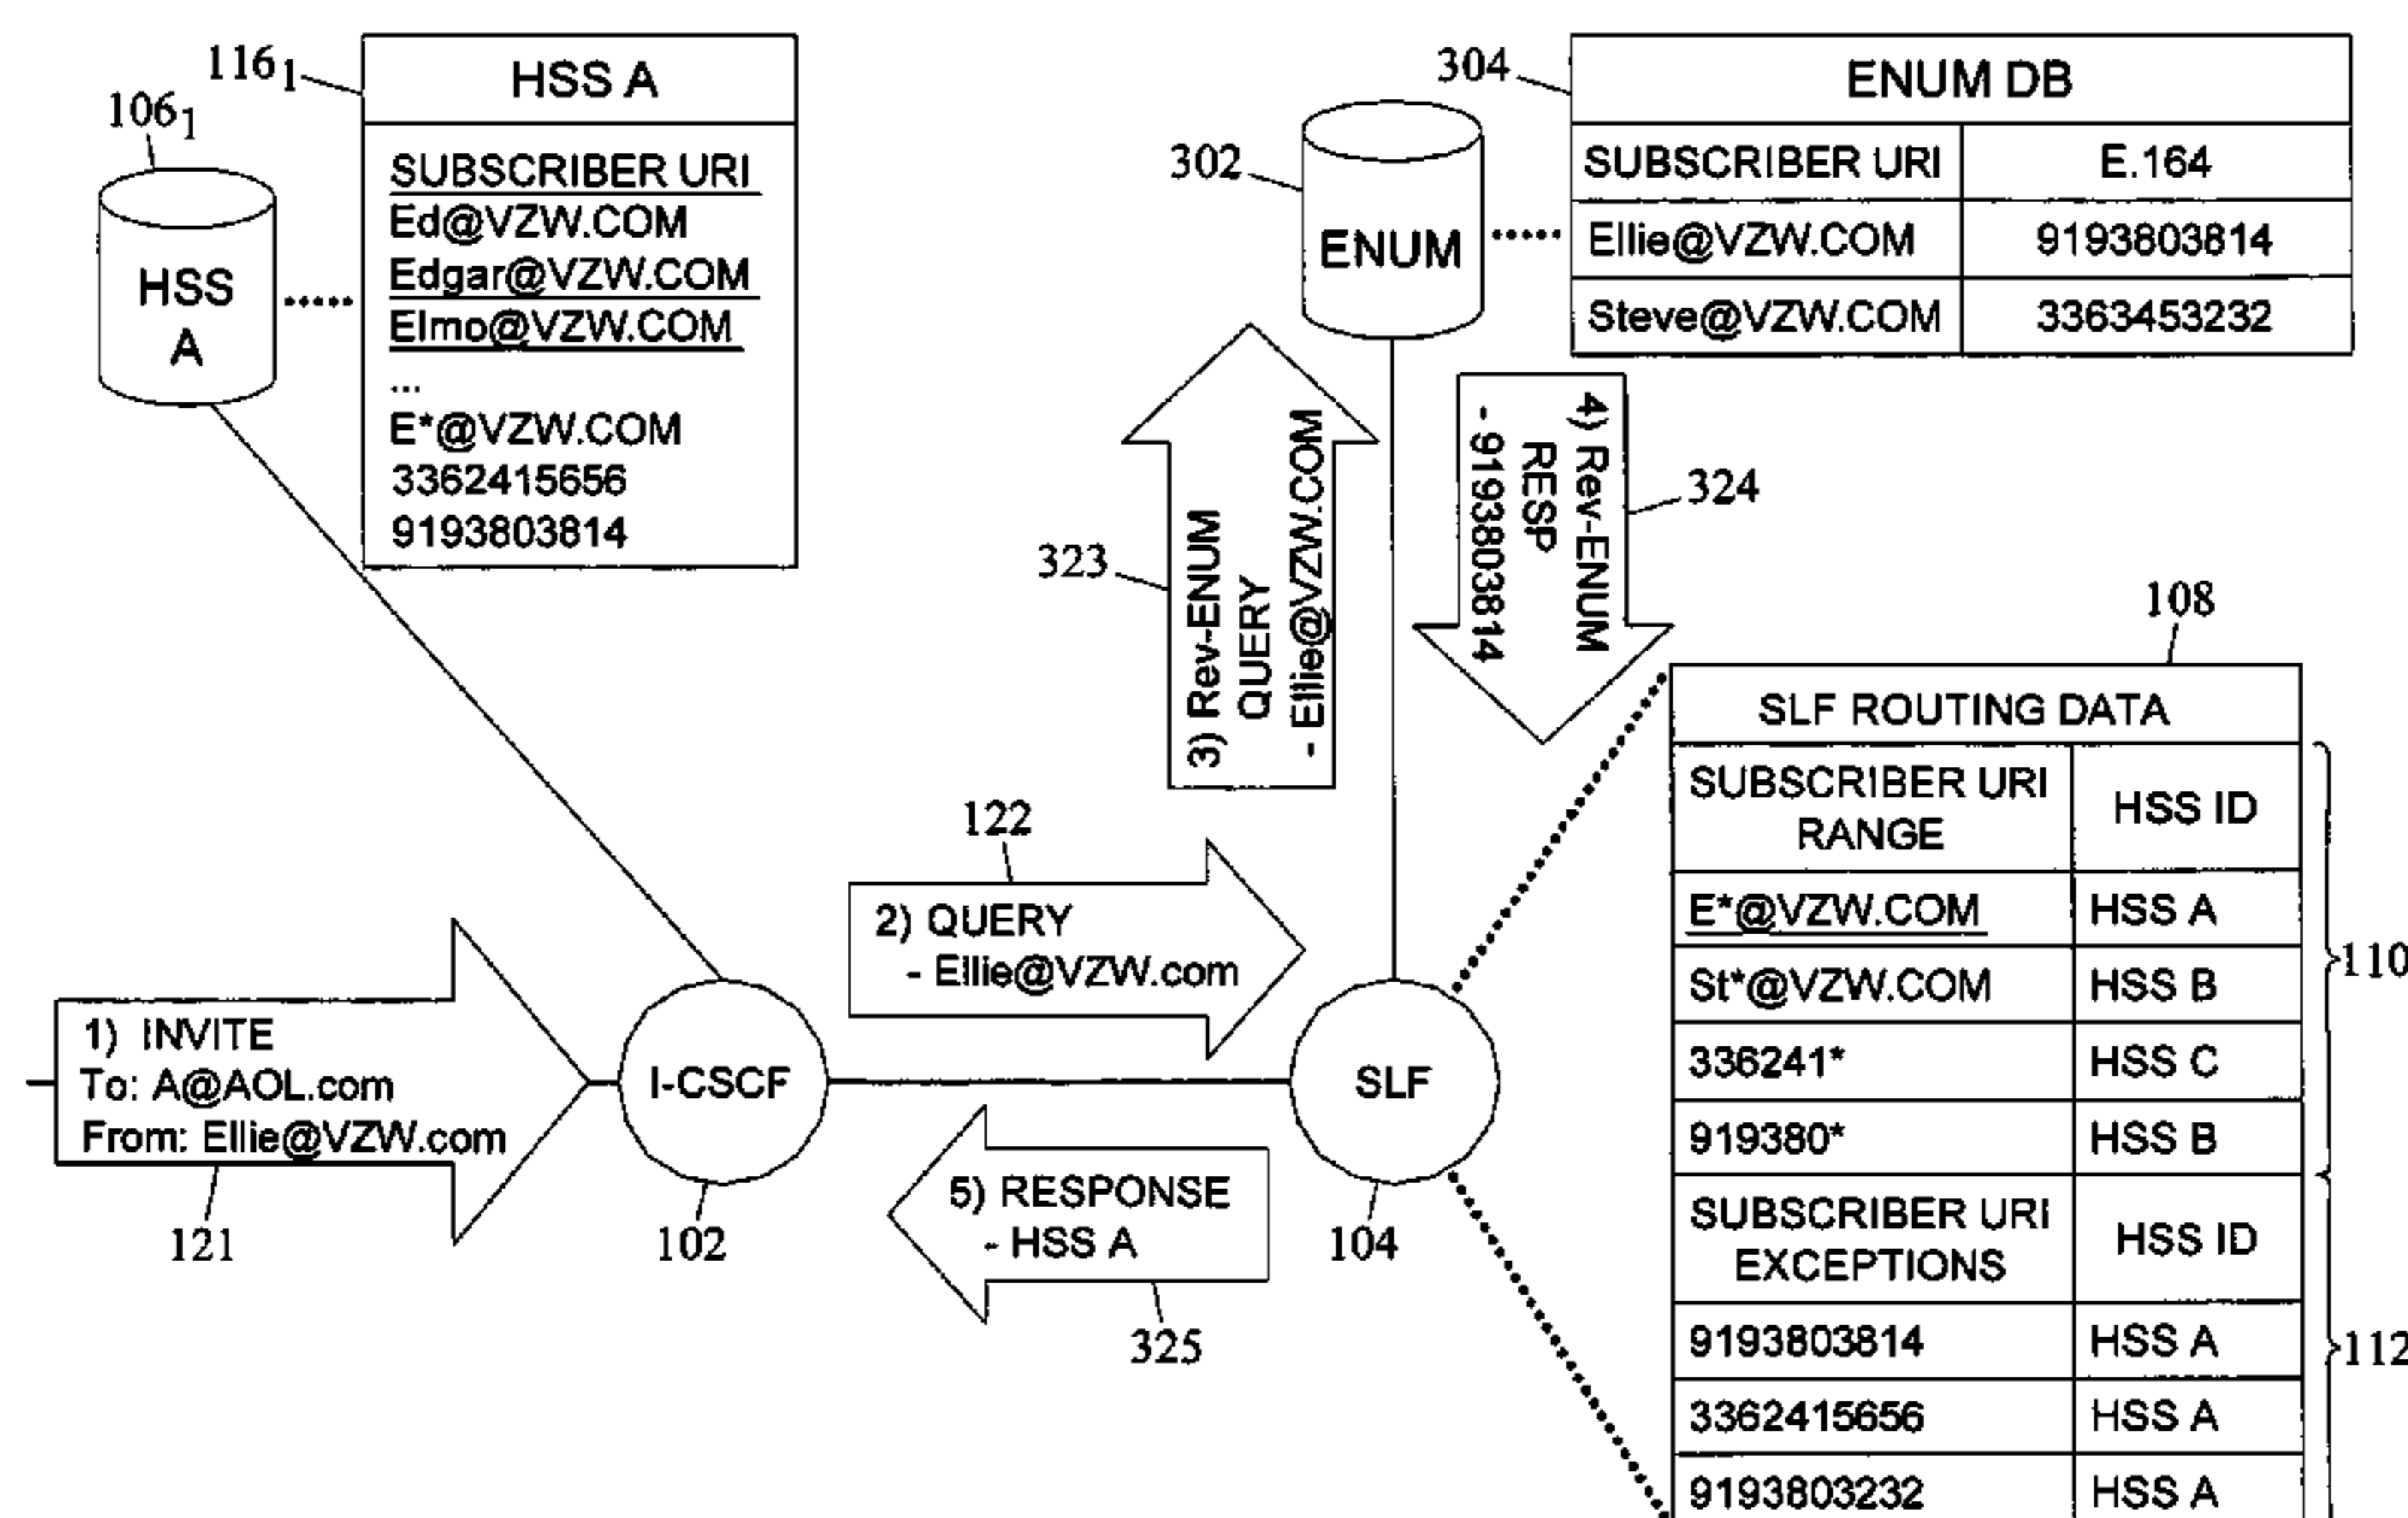 116₁
HSS A
106₁
HSS
A
SUBSCRIBER URI
Ed@VZW.COM
Edgar@VZW.COM
Elmo@VZW.COM
...
E*@VZW.COM
3362415656
9193803814
302
ENUM
304
ENUM DB
SUBSCRIBER URI E.164
Ellie@VZW.COM 9193803814
Steve@VZW.COM 3363453232
323
3) Rev-ENUM
QUERY
- Ellie@VZW.COM
4) Rev-ENUM
RESP
- 9193803814
324
1) INVITE
To: A@AOL.com
From: Ellie@VZW.com
121
I-CSCF
102
122
2) QUERY
- Ellie@VZW.com
SLF
104
5) RESPONSE
- HSS A
325
108
SLF ROUTING DATA
SUBSCRIBER URI
RANGE
HSS ID
E*@VZW.COM HSS A
St*@VZW.COM HSS B
336241* HSS C
919380* HSS B
110
SUBSCRIBER URI
EXCEPTIONS
HSS ID
9193803814 HSS A
3362415656 HSS A
9193803232 HSS A
112